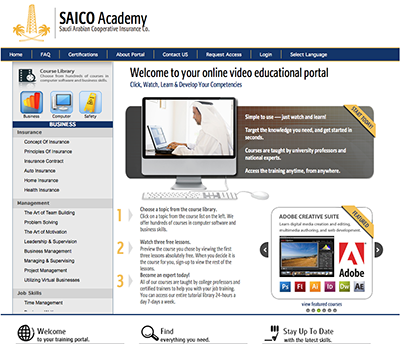 SAICO Academy
Saudi Arabian Cooperative Insurance Co.
Home FAQ Certifications About Portal Contact US Request Access Login Select Language
Course Library
Choose from hundreds of courses in
computer software and business skills.
Business Computer Safety
BUSINESS
Insurance
Concept Of Insurance
Principles Of Insurance
Insurance Contract
Auto Insurance
Home Insurance
Health Insurance
Management
The Art of Team Building
Problem Solving
The Art of Motivation
Leadership & Supervision
Business Management
Managing & Supervising
Project Management
Utilizing Virtual Businesses
Job Skills
Time Management
Welcome to your online video educational portal
Click, Watch, Learn & Develop Your Competencies
START TODAY
Simple to use — just watch and learn!
Target the knowledge you need, and get started in
seconds.
Courses are taught by university professors and
national experts.
Access the training anytime, from anywhere.
1 Choose a topic from the course library.
Click on a topic from the course list on the left. We
offer hundreds of courses in computer software and
business skills.
2 Watch three free lessons.
Preview the course you choose by viewing the first
three lessons absolutely free. When you decide it is
the course for you, sign-up to view the rest of the
lessons.
3 Become an expert today!
All of our courses are taught by college professors and
certified trainers to help you with your job training.
You can access our entire tutorial library 24-hours a
day 7-days a week.
FEATURED
ADOBE CREATIVE SUITE
Learn digital media creation and editing,
multimedia authoring, and web development.
Adobe
Ps Fl Ai Id Dw
view featured courses
Welcome
to your training portal.
Find
everything you need.
Stay Up To Date
with the latest skills.